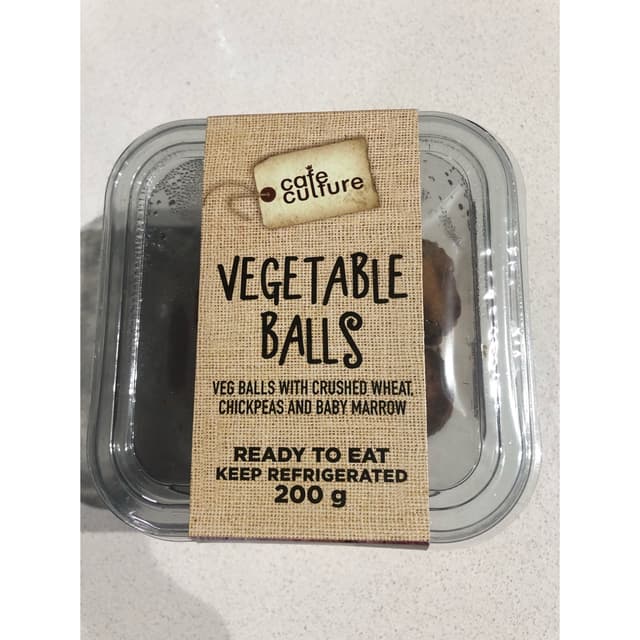 cafe
culture
VEGETABLE
BALLS
VEG BALLS WITH CRUSHED WHEAT,
CHICKPEAS AND BABY MARROW
READY TO EAT
KEEP REFRIGERATED
200 g